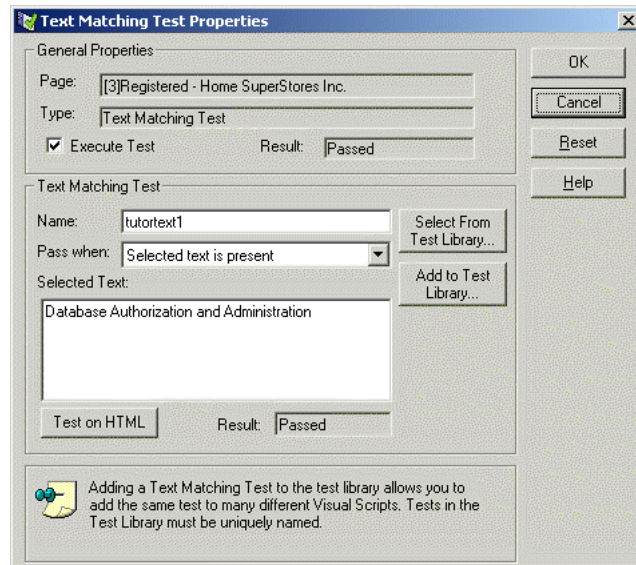 Text Matching Test Properties
General Properties
Page: [3]Registered - Home SuperStores Inc.
Type: Text Matching Test
Execute Test Result: Passed
Text Matching Test
Name: tutortext1
Pass when: Selected text is present
Selected Text:
Database Authorization and Administration
Test on HTML Result: Passed
Select From
Test Library...
Add to Test
Library...
OK
Cancel
Reset
Help
Adding a Text Matching Test to the test library allows you to
add the same test to many different Visual Scripts. Tests in the
Test Library must be uniquely named.